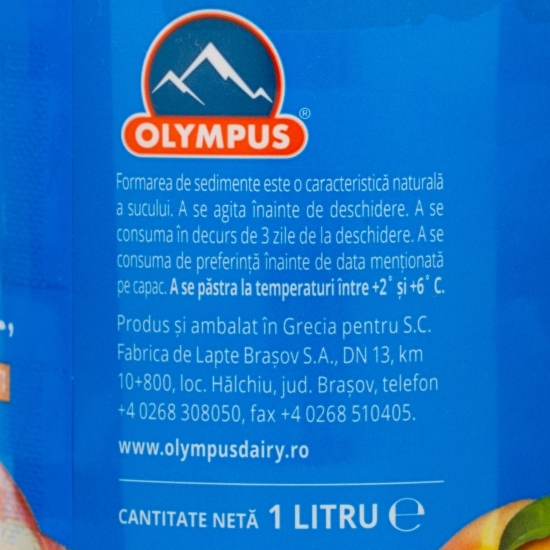 OLYMPUS®
Formarea de sedimente este o caracteristică naturală
a sucului. A se agita înainte de deschidere. A se
consuma în decurs de 3 zile de la deschidere. A se
consuma de preferință înainte de data menționată
pe capac. A se păstra la temperaturi între +2° și +6° C.
Produs și ambalat în Grecia pentru S.C.
Fabrica de Lapte Brașov S.A., DN 13, km
10+800, loc. Hălchiu, jud. Brașov, telefon
+4 0268 308050, fax +4 0268 510405.
www.olympusdairy.ro
CANTITATE NETĂ 1 LITRU ℮